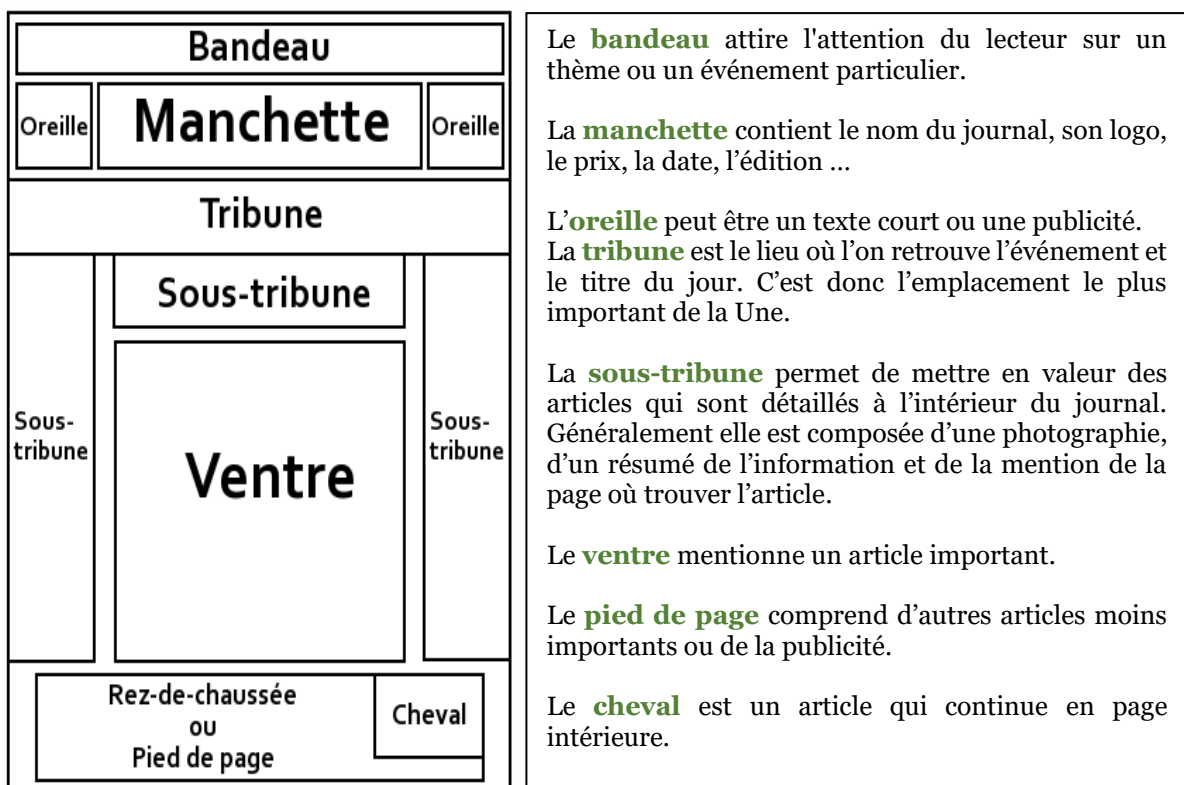 Bandeau
Oreille
Manchette
Oreille
Tribune
Sous-tribune
Sous-
tribune
Ventre
Sous-
tribune
Rez-de-chaussée
ou
Pied de page
Cheval
Le bandeau attire l'attention du lecteur sur un
thème ou un événement particulier.
La manchette contient le nom du journal, son logo,
le prix, la date, l’édition ...
L’oreille peut être un texte court ou une publicité.
La tribune est le lieu où l’on retrouve l’événement et
le titre du jour. C’est donc l’emplacement le plus
important de la Une.
La sous-tribune permet de mettre en valeur des
articles qui sont détaillés à l’intérieur du journal.
Généralement elle est composée d’une photographie,
d’un résumé de l’information et de la mention de la
page où trouver l’article.
Le ventre mentionne un article important.
Le pied de page comprend d’autres articles moins
importants ou de la publicité.
Le cheval est un article qui continue en page
intérieure.